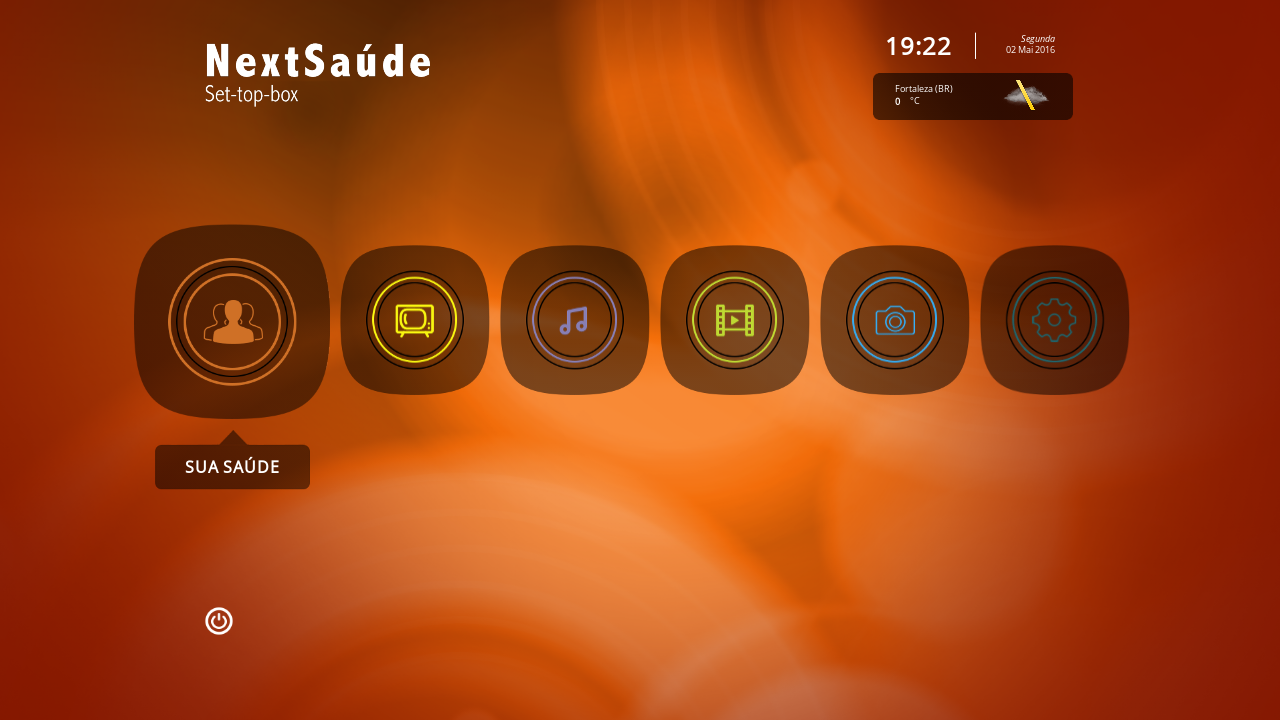 NextSaúde
Set-top-box
19:22
Segunda
02 Mai 2016
Fortaleza (BR)
0 °C
SUA SAÚDE